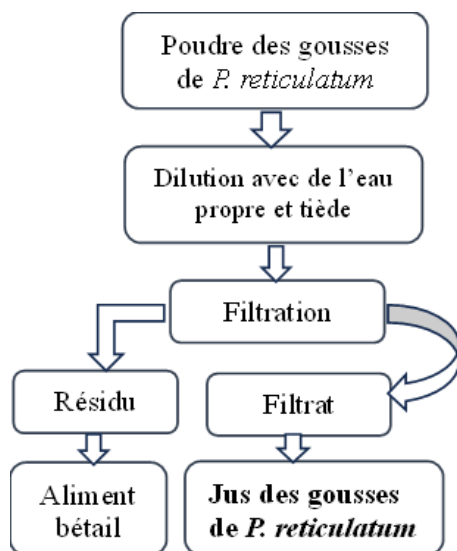 Poudre des gousses
de P. reticulatum
Dilution avec de l’eau
propre et tiède
Filtration
Résidu
Filtrat
Aliment
bétail
Jus des gousses
de P. reticulatum